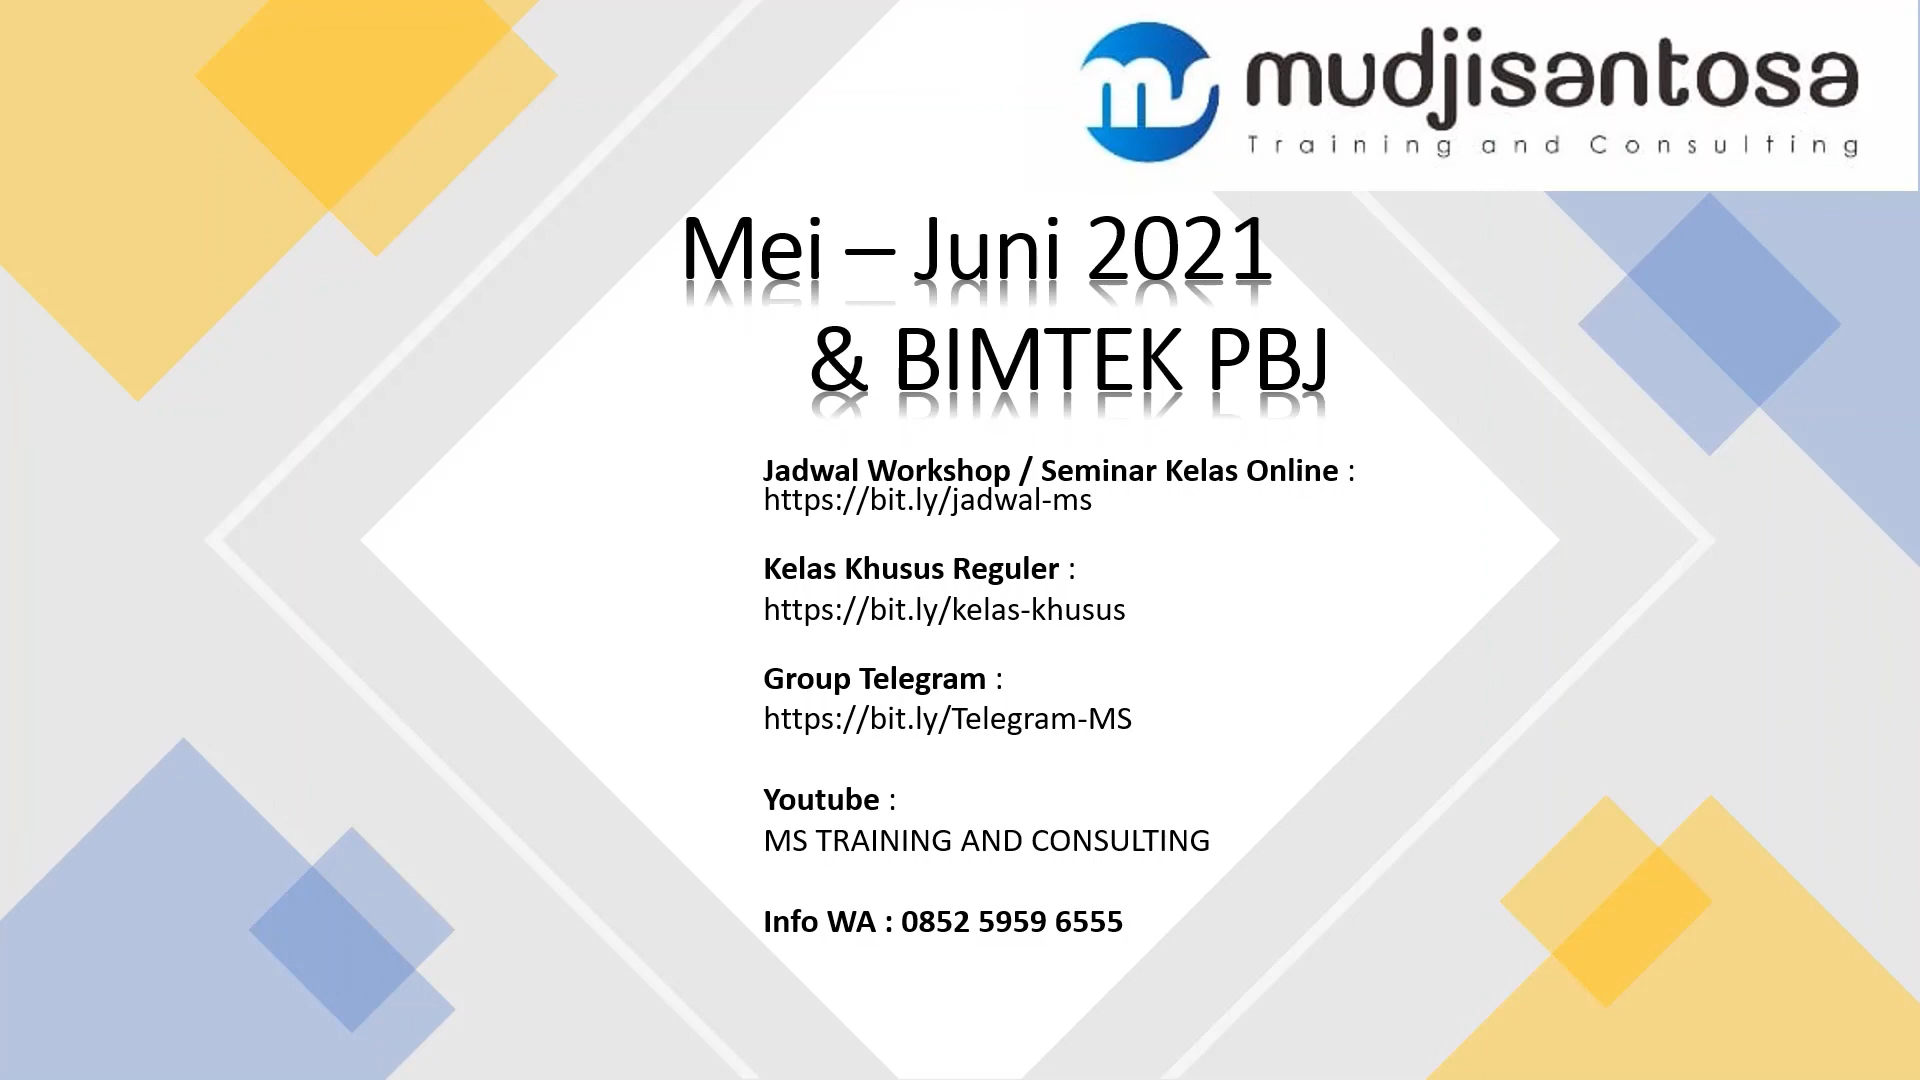 mudjisantosa
Training and Consulting
Mei – Juni 2021
& BIMTEK PBJ
Jadwal Workshop / Seminar Kelas Online :
https://bit.ly/jadwal-ms
Kelas Khusus Reguler :
https://bit.ly/kelas-khusus
Group Telegram :
https://bit.ly/Telegram-MS
Youtube :
MS TRAINING AND CONSULTING
Info WA : 0852 5959 6555